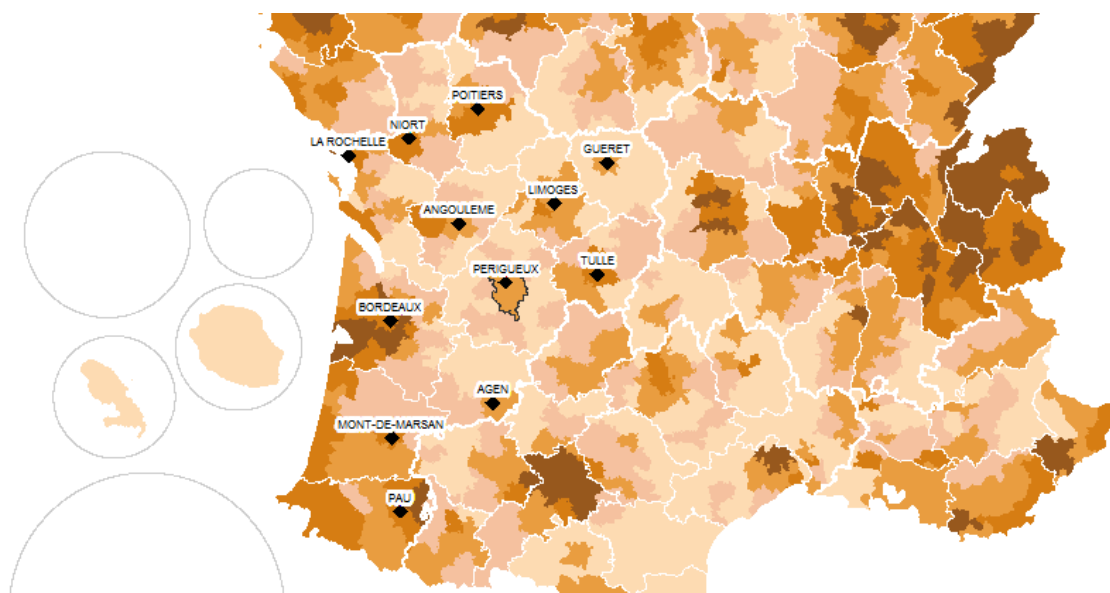 POITIERS
NIORT
LA ROCHELLE
GUERET
LIMOGES
ANGOULEME
TULLE
PERIGUEUX
BORDEAUX
AGEN
MONT-DE-MARSAN
PAU